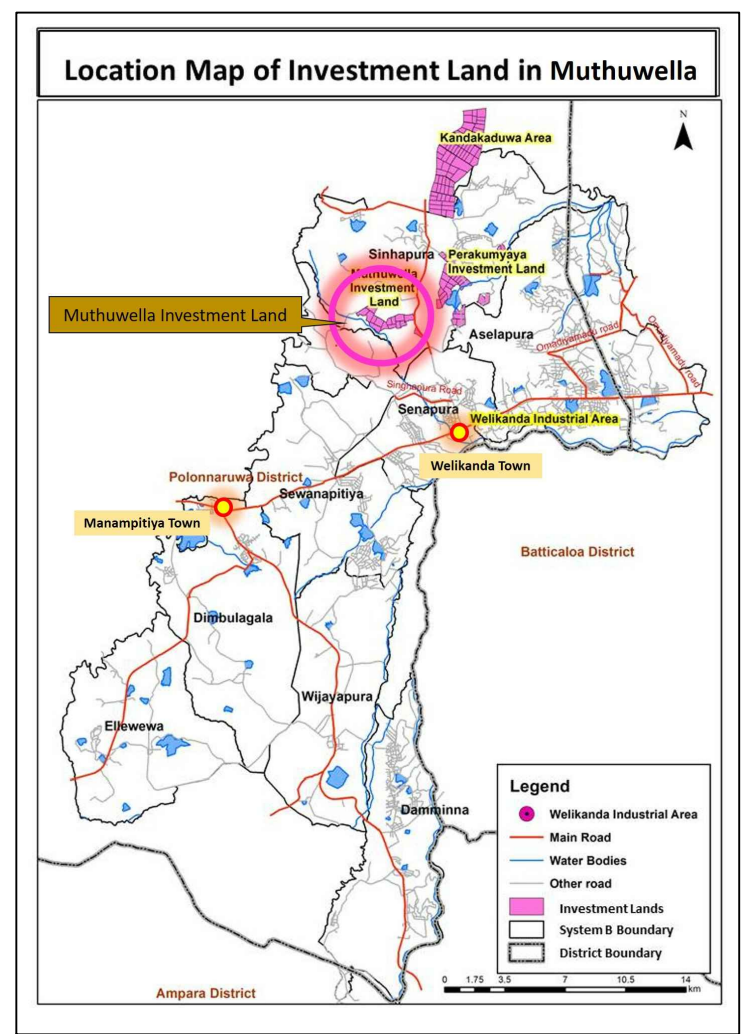 Location Map of Investment Land in Muthuwella
N
Kandakaduwa Area
Sinhapura
Perakumyaya
Investment Land
Muthuwella
Investment
Land
Muthuwella Investment Land
Aselapura
Omadiyamadu road
Omadiyamadu road
Singhapura Road
Senapura
Welikanda Industrial Area
Welikanda Town
Polonnaruwa District
Sewanapitiya
Manampitiya Town
Batticaloa District
Dimbulagala
Wijayapura
Ellewewa
Damminna
Legend
Welikanda Industrial Area
Main Road
Water Bodies
Other road
Investment Lands
System B Boundary
District Boundary
0 1.75 3.5 7 10.5 14
km
Ampara District